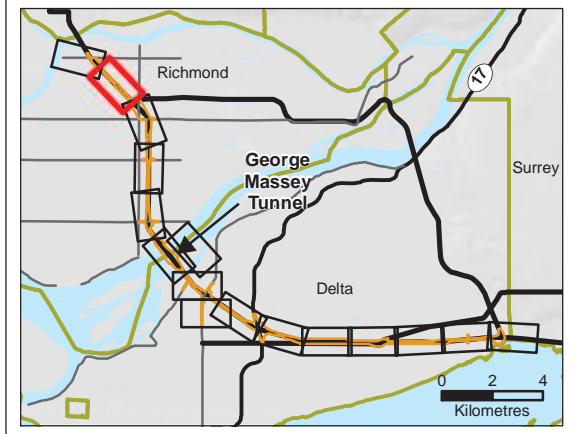 Richmond
17
George
Massey
Tunnel
Surrey
Delta
0 2 4
Kilometres